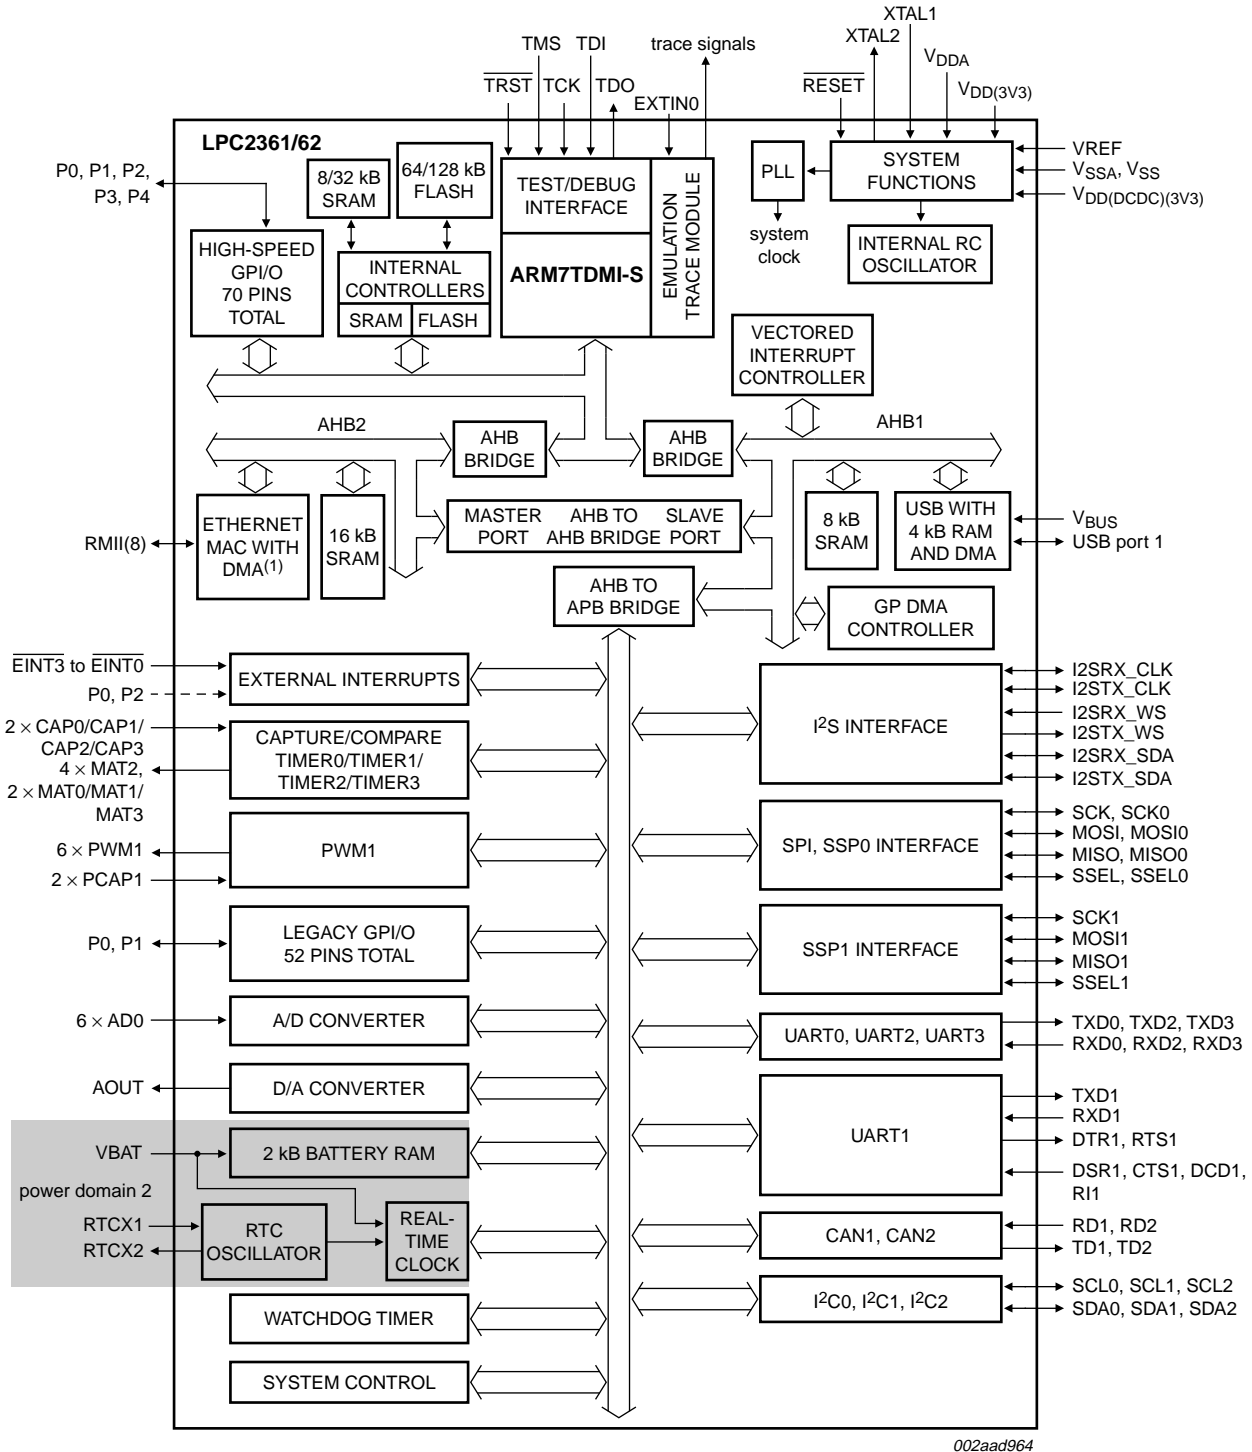 XTAL1
XTAL2
TMS TDI
trace signals
VDDA
TRST TCK TDO
RESET
VDD(3V3)
EXTIN0
LPC2361/62
P0, P1, P2,
P3, P4
8/32 kB
SRAM
64/128 kB
FLASH
TEST/DEBUG
INTERFACE
EMULATION
TRACE MODULE
PLL
SYSTEM
FUNCTIONS
VREF
VSSA, VSS
VDD(DCDC)(3V3)
system
clock
HIGH-SPEED
GPI/O
70 PINS
TOTAL
INTERNAL
CONTROLLERS
SRAM FLASH
ARM7TDMI-S
INTERNAL RC
OSCILLATOR
VECTORED
INTERRUPT
CONTROLLER
AHB2
AHB
BRIDGE
AHB
BRIDGE
AHB1
ETHERNET
MAC WITH
DMA(1)
16 kB
SRAM
MASTER AHB TO SLAVE
PORT AHB BRIDGE PORT
8 kB
SRAM
USB WITH
4 kB RAM
AND DMA
VBUS
USB port 1
RMII(8)
AHB TO
APB BRIDGE
GP DMA
CONTROLLER
EINT3 to EINT0
P0, P2
EXTERNAL INTERRUPTS
2 × CAP0/CAP1/
CAP2/CAP3
4 × MAT2,
2 × MAT0/MAT1/
MAT3
CAPTURE/COMPARE
TIMER0/TIMER1/
TIMER2/TIMER3
6 × PWM1
2 × PCAP1
PWM1
P0, P1
LEGACY GPI/O
52 PINS TOTAL
6 × AD0
A/D CONVERTER
AOUT
D/A CONVERTER
VBAT
2 kB BATTERY RAM
power domain 2
RTCX1
RTCX2
RTC
OSCILLATOR
REAL-
TIME
CLOCK
WATCHDOG TIMER
SYSTEM CONTROL
I2S INTERFACE
I2SRX_CLK
I2STX_CLK
I2SRX_WS
I2STX_WS
I2SRX_SDA
I2STX_SDA
SPI, SSP0 INTERFACE
SCK, SCK0
MOSI, MOSI0
MISO, MISO0
SSEL, SSEL0
SSP1 INTERFACE
SCK1
MOSI1
MISO1
SSEL1
UART0, UART2, UART3
TXD0, TXD2, TXD3
RXD0, RXD2, RXD3
UART1
TXD1
RXD1
DTR1, RTS1
DSR1, CTS1, DCD1,
RI1
CAN1, CAN2
RD1, RD2
TD1, TD2
I2C0, I2C1, I2C2
SCL0, SCL1, SCL2
SDA0, SDA1, SDA2
002aad964